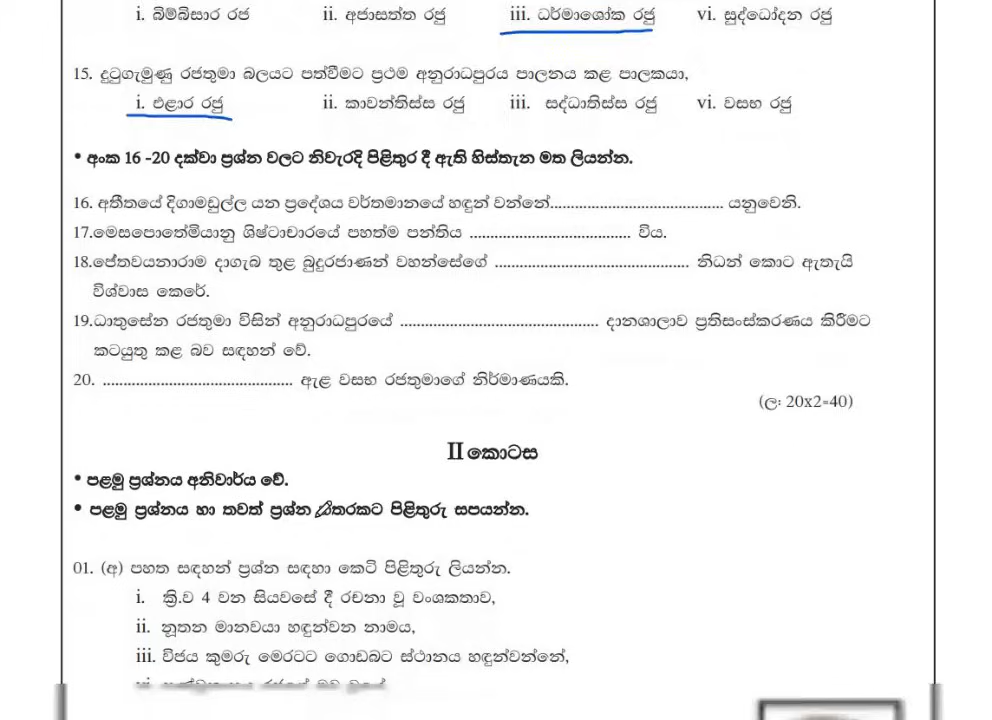 i. බිම්බිසාර රජ ii. අජාසත්ත රජු iii. ධර්මාශෝක රජු vi. සුද්ධෝදන රජු
15. දුටුගැමුණු රජතුමා බලයට පත්වීමට ප්‍රථම අනුරාධපුරය පාලනය කළ පාලකයා,
i. එළාර රජු ii. කාවන්තිස්ස රජු iii. සද්ධාතිස්ස රජු vi. වසභ රජු
• අංක 16 -20 දක්වා ප්‍රශ්න වලට නිවැරදි පිළිතුර දී ඇති හිස්තැන මත ලියන්න.
16. අතීතයේ දිගාමඩුල්ල යන ප්‍රදේශය වර්තමානයේ හඳුන් වන්නේ.......................................... යනුවෙනි.
17.මෙසපොතේමියානු ශිෂ්ටාචාරයේ පහත්ම පන්තිය ....................................... විය.
18.ජේතවයනාරාම දාගැබ තුළ බුදුරජාණන් වහන්සේගේ ............................................... නිධන් කොට ඇතැයි
විශ්වාස කෙරේ.
19.ධාතුසේන රජතුමා විසින් අනුරාධපුරයේ ................................................ දානශාලාව ප්‍රතිසංස්කරණය කිරීමට
කටයුතු කළ බව සඳහන් වේ.
20. .............................................. ඇළ වසභ රජතුමාගේ නිර්මාණයකි.
(ල: 20x2=40)
II කොටස
• පළමු ප්‍රශ්නය අනිවාර්ය වේ.
• පළමු ප්‍රශ්නය හා තවත් ප්‍රශ්න තරකට පිළිතුරු සපයන්න.
01. (අ) පහත සඳහන් ප්‍රශ්න සඳහා කෙටි පිළිතුරු ලියන්න.
i. ක්‍රි.ව 4 වන සියවසේ දී රචනා වූ වංශකතාව,
ii. නූතන මානවයා හඳුන්වන නාමය,
iii. විජය කුමරු මෙරටට ගොඩබට ස්ථානය හඳුන්වන්නේ,